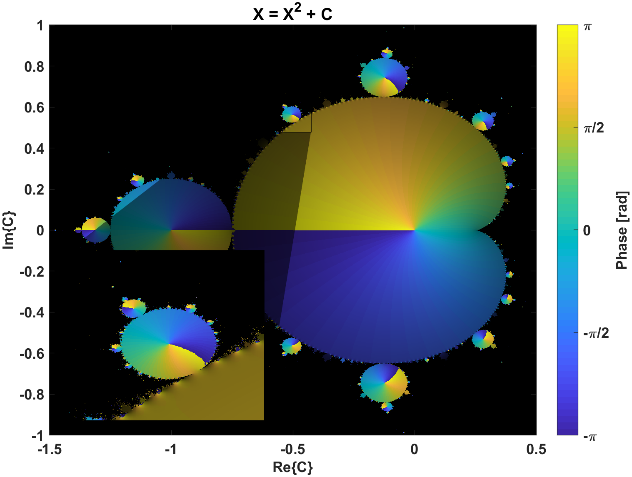 X = X² + C
1
0.8
0.6
0.4
0.2
0
-0.2
-0.4
-0.6
-0.8
-1
Im{C}
-1.5 -1 -0.5 0 0.5
Re{C}
π
π/2
0
-π/2
-π
Phase [rad]